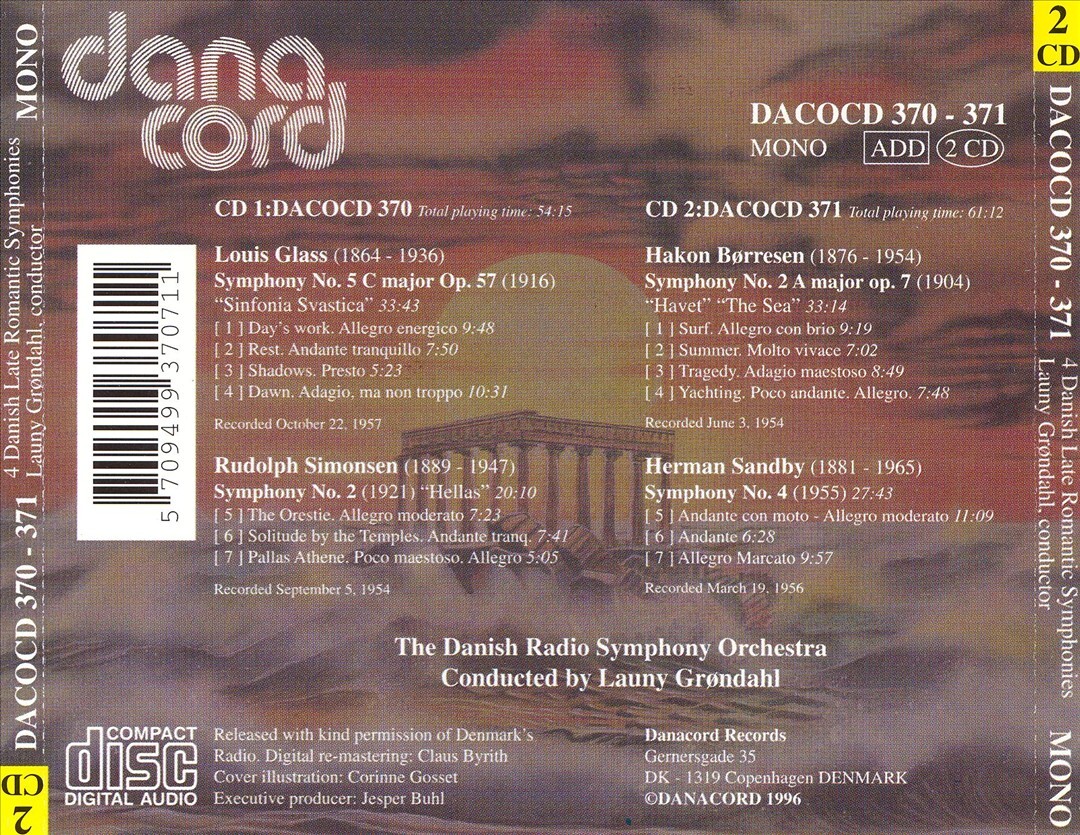 MONO
4 Danish Late Romantic Symphonies
Launy Grøndahl, conductor
DACOCD 370 - 371
2
CD
dana
cord
DACOCD 370 - 371
MONO ADD 2 CD
CD 1:DACOCD 370 Total playing time: 54:15
Louis Glass (1864 - 1936)
Symphony No. 5 C major Op. 57 (1916)
“Sinfonia Svastica” 33:43
[ 1 ] Day’s work. Allegro energico 9:48
[ 2 ] Rest. Andante tranquillo 7:50
[ 3 ] Shadows. Presto 5:23
[ 4 ] Dawn. Adagio, ma non troppo 10:31
Recorded October 22, 1957
Rudolph Simonsen (1889 - 1947)
Symphony No. 2 (1921) “Hellas” 20:10
[ 5 ] The Orestie. Allegro moderato 7:23
[ 6 ] Solitude by the Temples. Andante tranq. 7:41
[ 7 ] Pallas Athene. Poco maestoso. Allegro 5:05
Recorded September 5, 1954
CD 2:DACOCD 371 Total playing time: 61:12
Hakon Børresen (1876 - 1954)
Symphony No. 2 A major op. 7 (1904)
“Havet” “The Sea” 33:14
[ 1 ] Surf. Allegro con brio 9:19
[ 2 ] Summer. Molto vivace 7:02
[ 3 ] Tragedy. Adagio maestoso 8:49
[ 4 ] Yachting. Poco andante. Allegro. 7:48
Recorded June 3, 1954
Herman Sandby (1881 - 1965)
Symphony No. 4 (1955) 27:43
[ 5 ] Andante con moto - Allegro moderato 11:09
[ 6 ] Andante 6:28
[ 7 ] Allegro Marcato 9:57
Recorded March 19, 1956
5 709499 370711
The Danish Radio Symphony Orchestra
Conducted by Launy Grøndahl
COMPACT
disc
DIGITAL AUDIO
Released with kind permission of Denmark’s
Radio. Digital re-mastering: Claus Byrith
Cover illustration: Corinne Gosset
Executive producer: Jesper Buhl
Danacord Records
Gernersgade 35
DK - 1319 Copenhagen DENMARK
©DANACORD 1996
2
CD
DACOCD 370 - 371
4 Danish Late Romantic Symphonies
Launy Grøndahl, conductor
MONO